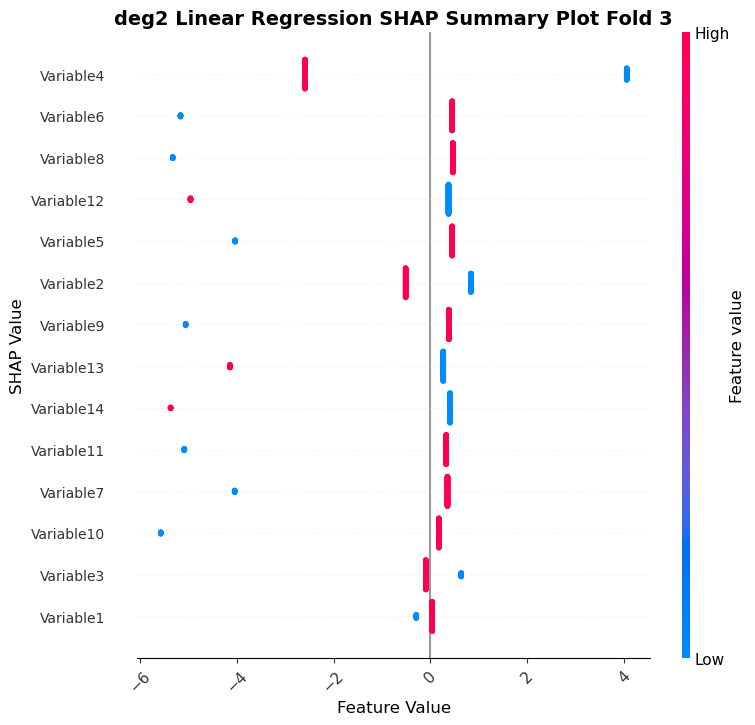 deg2 Linear Regression SHAP Summary Plot Fold 3
High
Variable4
Variable6
Variable8
Variable12
Variable5
Variable2
Variable9
Variable13
Variable14
Variable11
Variable7
Variable10
Variable3
Variable1
SHAP Value
Feature value
Low
−6
−4
−2
0
2
4
Feature Value